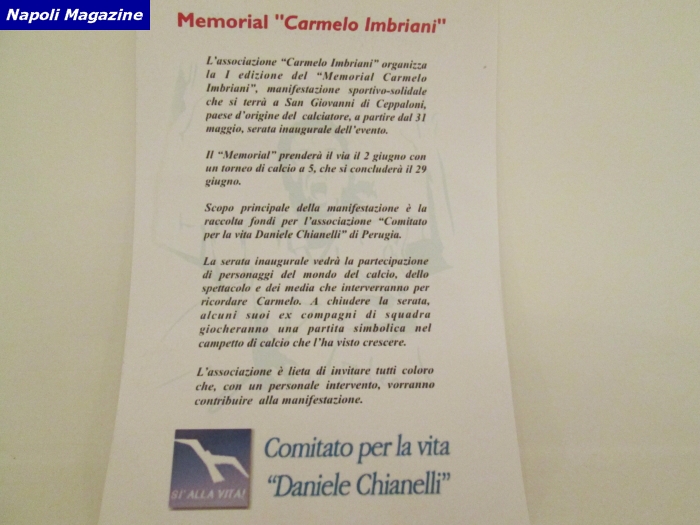 Napoli Magazine
Memorial "Carmelo Imbriani"
L'associazione "Carmelo Imbriani" organizza
la I edizione del "Memorial Carmelo
Imbriani", manifestazione sportivo-solidale
che si terrà a San Giovanni di Ceppaloni,
paese d'origine del calciatore, a partire dal 31
maggio, serata inaugurale dell'evento.
Il "Memorial" prenderà il via il 2 giugno con
un torneo di calcio a 5, che si concluderà il 29
giugno.
Scopo principale della manifestazione è la
raccolta fondi per l'associazione "Comitato
per la vita Daniele Chianelli" di Perugia.
La serata inaugurale vedrà la partecipazione
di personaggi del mondo del calcio, dello
spettacolo e dei media che interverranno per
ricordare Carmelo. A chiudere la serata,
alcuni suoi ex compagni di squadra
giocheranno una partita simbolica nel
campetto di calcio che l'ha visto crescere.
L'associazione è lieta di invitare tutti coloro
che, con un personale intervento, vorranno
contribuire alla manifestazione.
Comitato per la vita
"Daniele Chianelli"
SI' ALLA VITA!